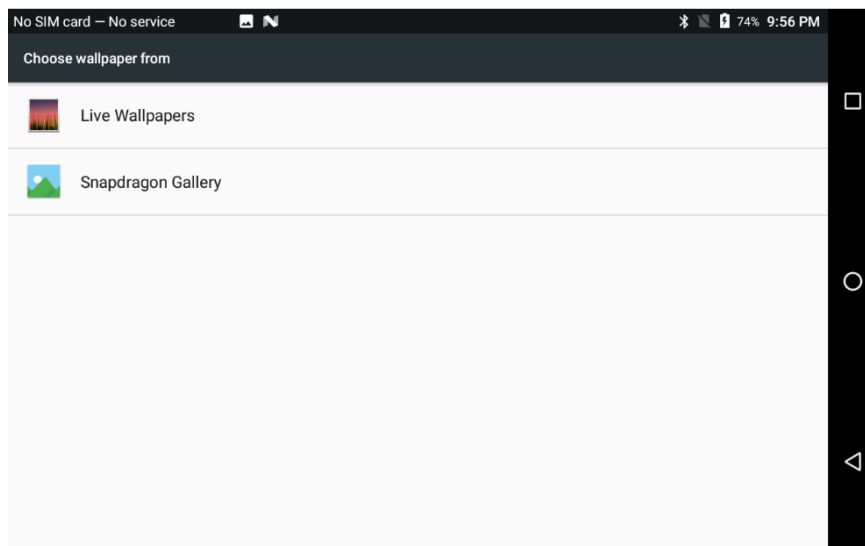 No SIM card — No service
74% 9:56 PM
Choose wallpaper from
Live Wallpapers
Snapdragon Gallery